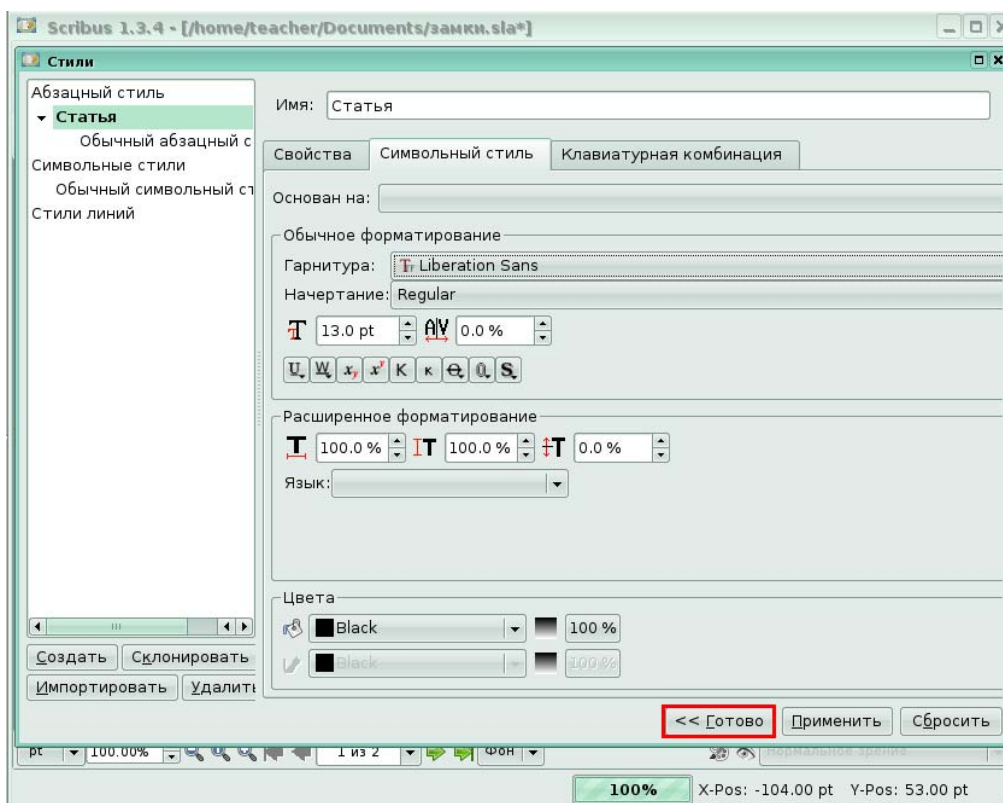 Scribus 1.3.4 - [/home/teacher/Documents/замки.sla*]
Стили
Абзацный стиль
Статья
Обычный абзацный с
Символьные стили
Обычный символьный ст
Стили линий
Создать Склонировать
Импортировать Удалить
Имя: Статья
Свойства Символьный стиль Клавиатурная комбинация
Основан на:
Обычное форматирование
Гарнитура: Liberation Sans
Начертание: Regular
13.0 pt 0.0 %
Расширенное форматирование
100.0 % 100.0 % 0.0 %
Язык:
Цвета
Black 100 %
Black 100 %
<< Готово Применить Сбросить
pt 100.00% 1 из 2 Фон Нормальное зрение
100% X-Pos: -104.00 pt Y-Pos: 53.00 pt